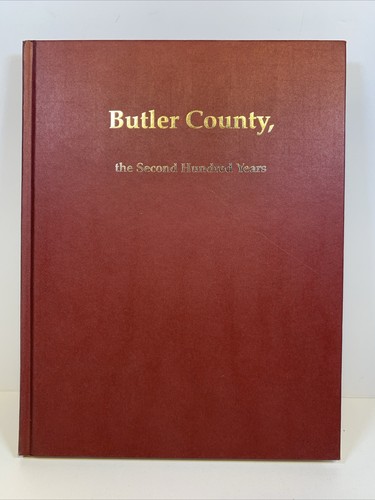 Butler County,
the Second Hundred Years